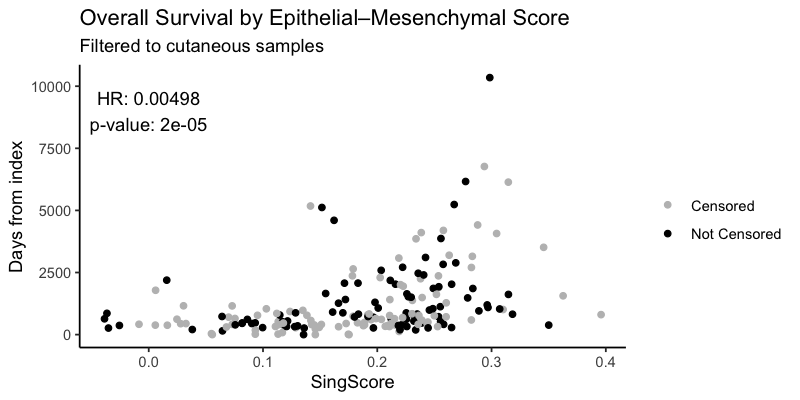 Overall Survival by Epithelial–Mesenchymal Score
Filtered to cutaneous samples
HR: 0.00498
p-value: 2e-05
10000
7500
5000
2500
0
Days from index
0.0
0.1
0.2
0.3
0.4
SingScore
Censored
Not Censored